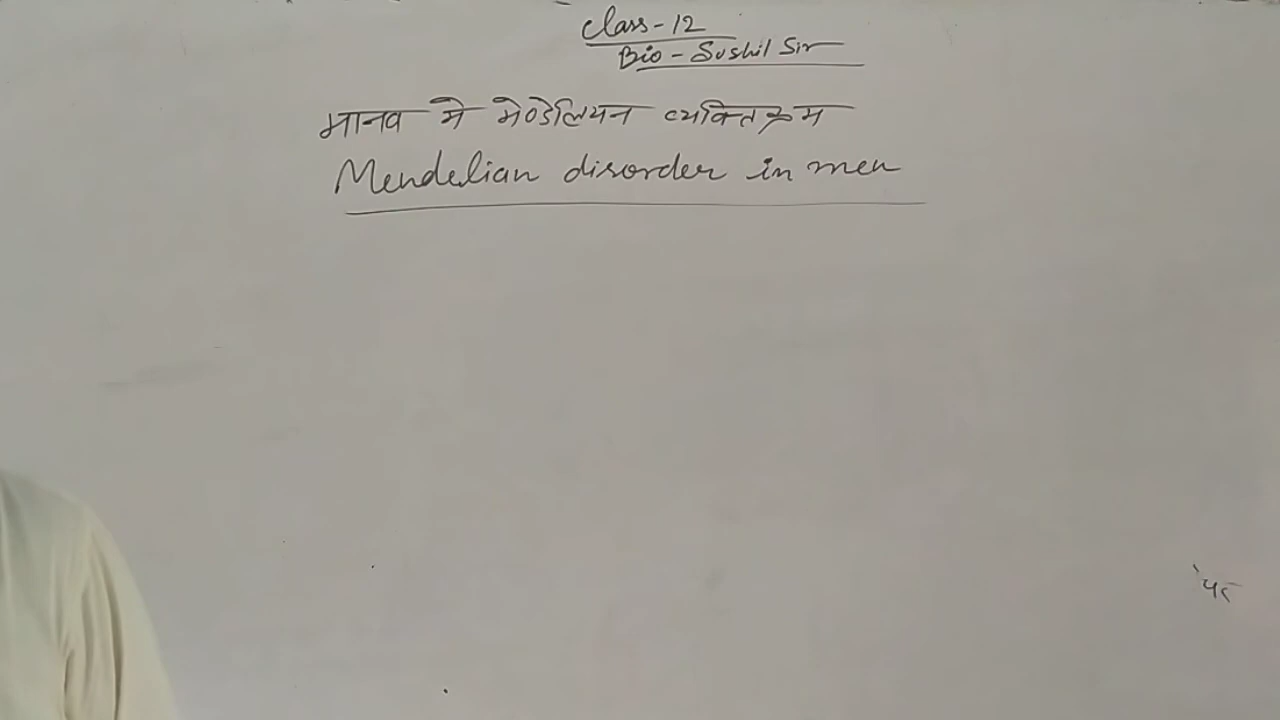 Class-12
Bio - Sushil Sir
मानव मे मेण्डेलियन व्यतिक्रम
Mendelian disorder in men